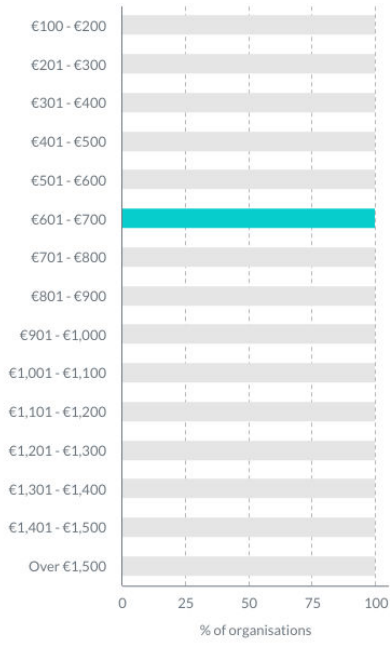 €100 - €200
€201 - €300
€301 - €400
€401 - €500
€501 - €600
€601 - €700
€701 - €800
€801 - €900
€901 - €1,000
€1,001 - €1,100
€1,101 - €1,200
€1,201 - €1,300
€1,301 - €1,400
€1,401 - €1,500
Over €1,500
0 25 50 75 100
% of organisations